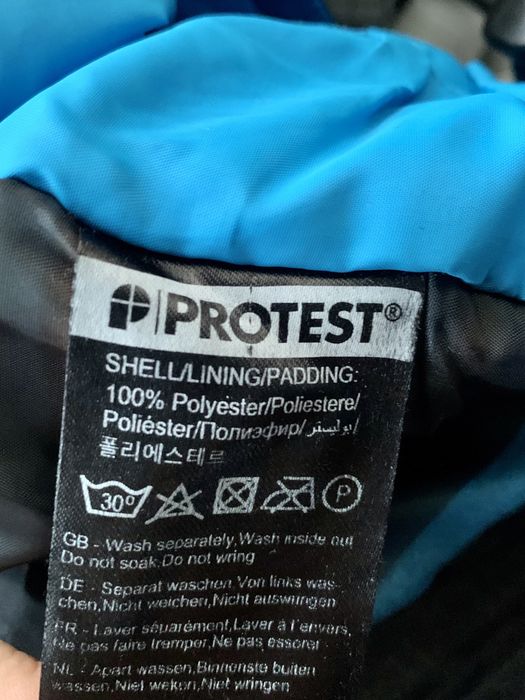 PROTEST®
SHELL/LINING/PADDING:
100% Polyester/Poliestere/
Poliéster/Полиэфир/بوليستر/
폴리에스테르
30° P
GB - Wash separately,Wash inside out
Do not soak,Do not wring
DE - Separat waschen,Von links was-
chen,Nicht weichen,Nicht auswringen
FR - Laver séparément,Laver à l'envers,
Ne pas faire tremper,Ne pas essorer
NL - Apart wassen,Binnenste buiten
wassen,Niet weken,Niet wringen